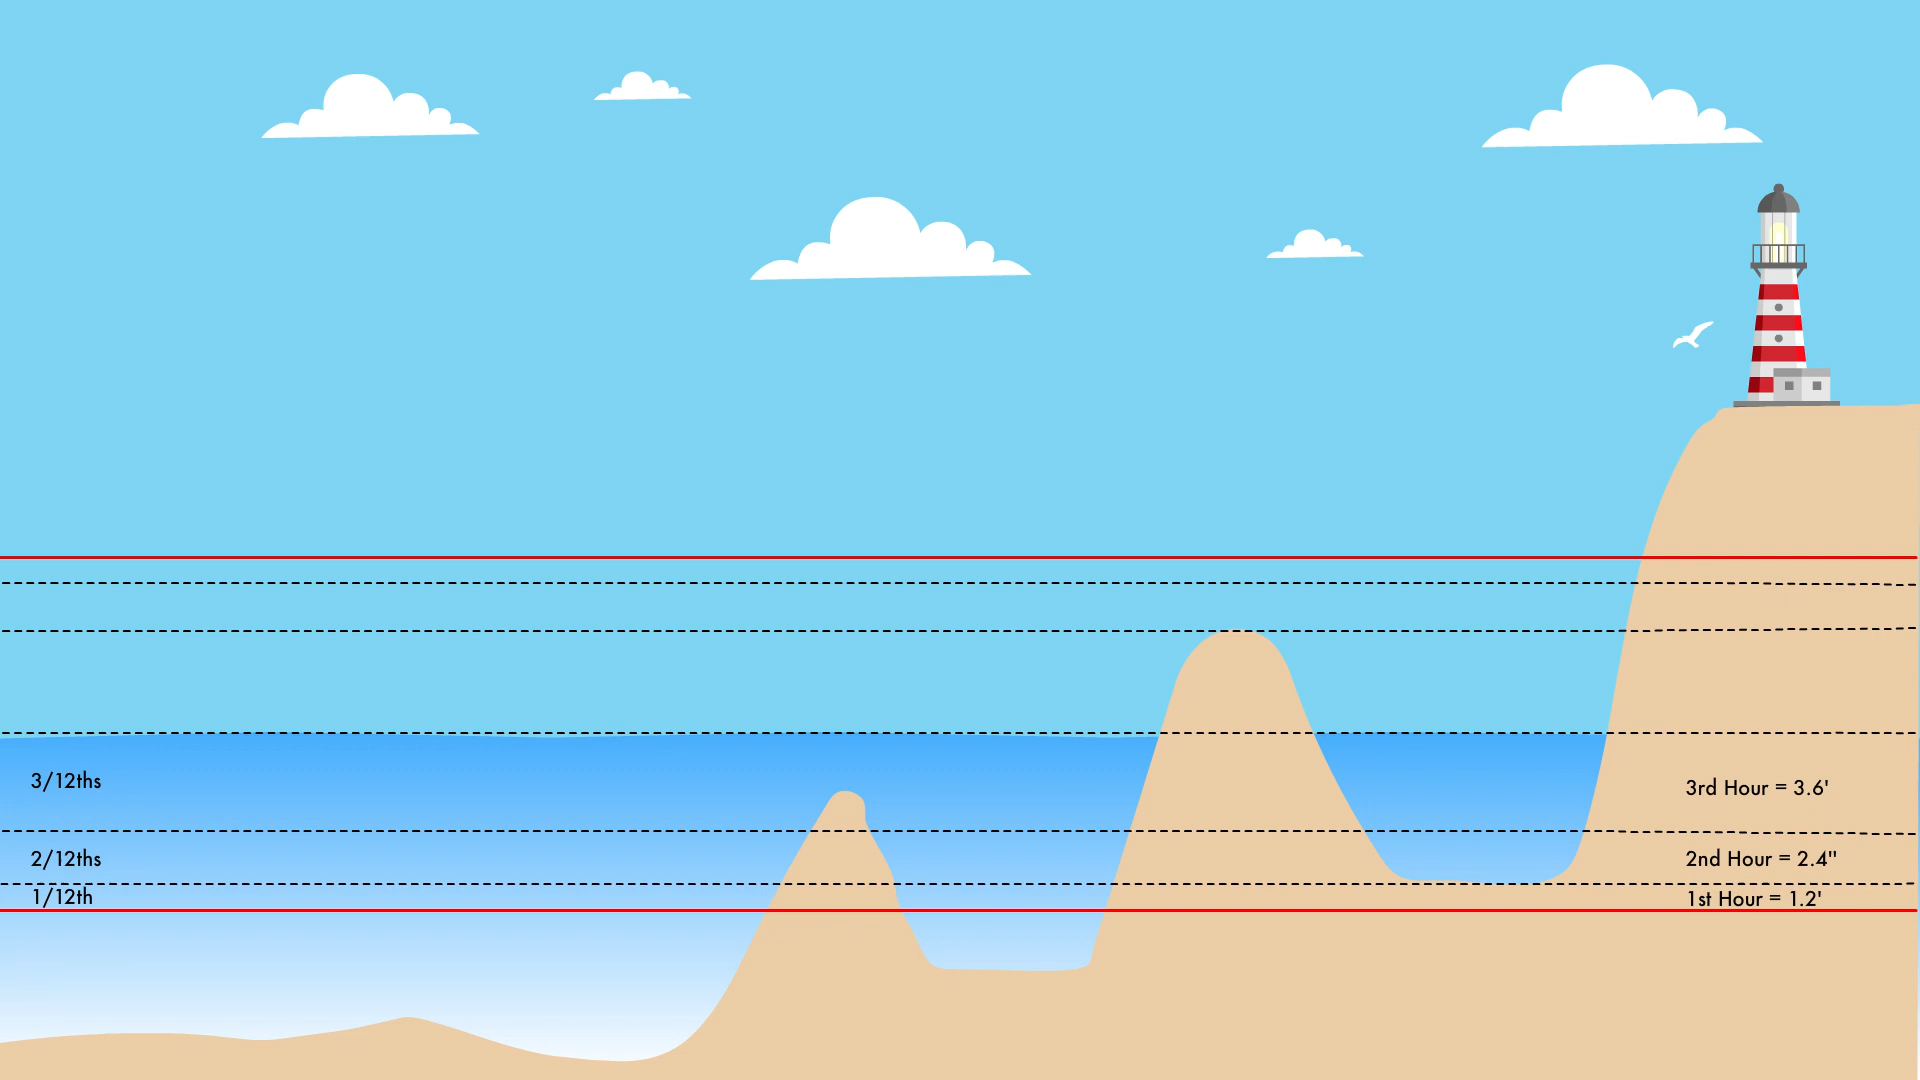 3/12ths
3rd Hour = 3.6'
2/12ths
2nd Hour = 2.4"
1/12th
1st Hour = 1.2'